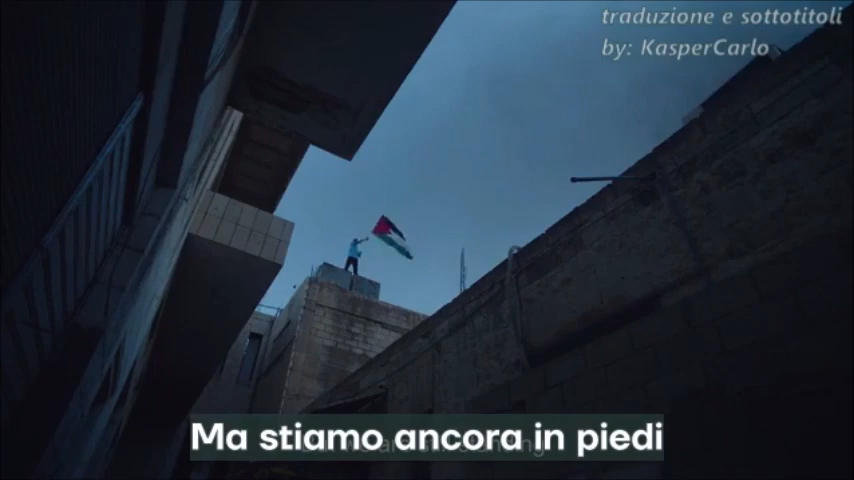 traduzione e sottotitoli
by: KasperCarlo
Ma stiamo ancora in piedi